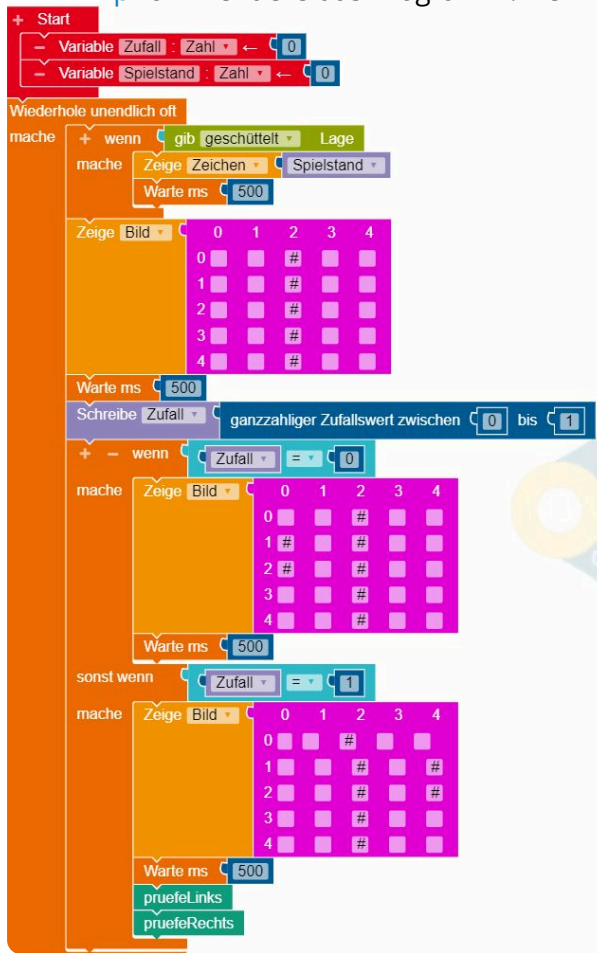 + Start
− Variable Zufall : Zahl ← 0
− Variable Spielstand : Zahl ← 0
Wiederhole unendlich oft
mache + wenn gib geschüttelt Lage
mache Zeige Zeichen Spielstand
Warte ms 500
Zeige Bild 0 1 2 3 4
0 #
1 #
2 #
3 #
4 #
Warte ms 500
Schreibe Zufall ganzzahliger Zufallswert zwischen 0 bis 1
+ − wenn Zufall = 0
mache Zeige Bild 0 1 2 3 4
0 #
1 # #
2 # #
3 #
4 #
Warte ms 500
sonst wenn Zufall = 1
mache Zeige Bild 0 1 2 3 4
0 #
1 # #
2 # #
3 #
4 #
Warte ms 500
pruefeLinks
pruefeRechts